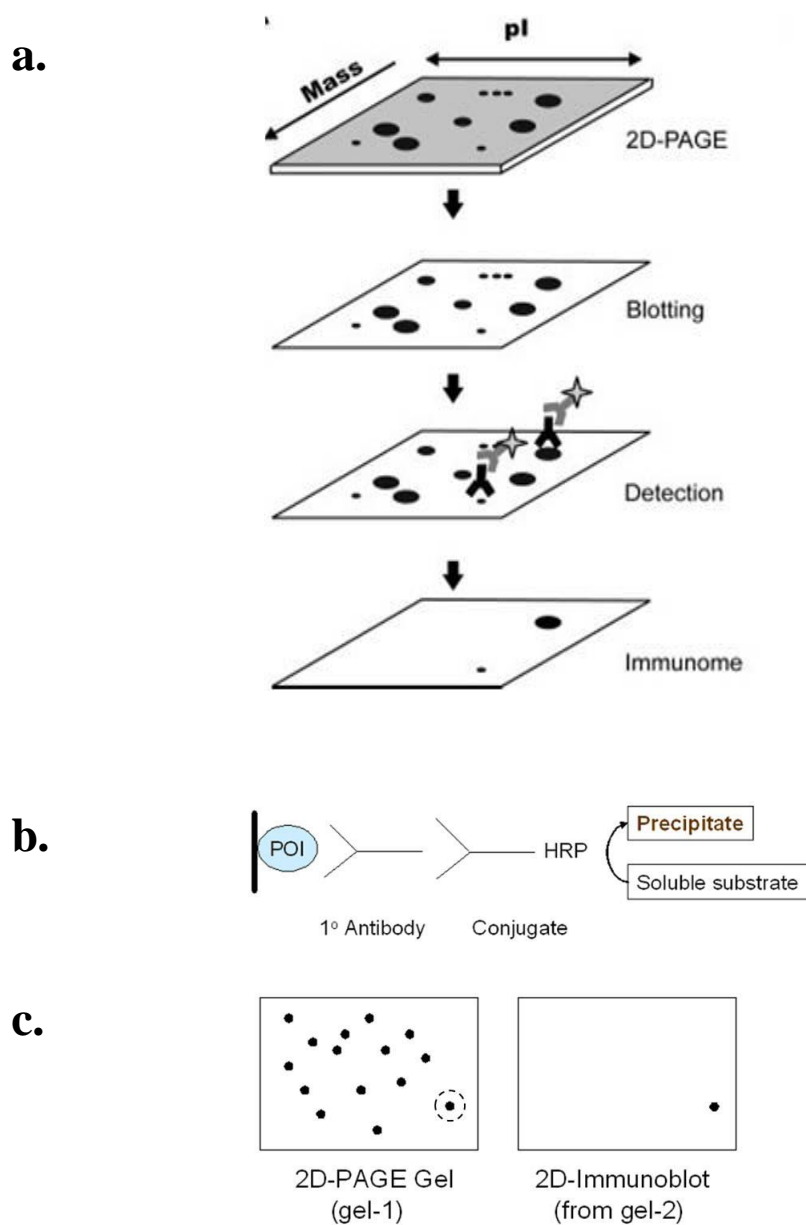 a.
pI
Mass
2D-PAGE
Blotting
Detection
Immunome
b.
Precipitate
POI
HRP
Soluble substrate
1º Antibody
Conjugate
c.
2D-PAGE Gel
(gel-1)
2D-Immunoblot
(from gel-2)